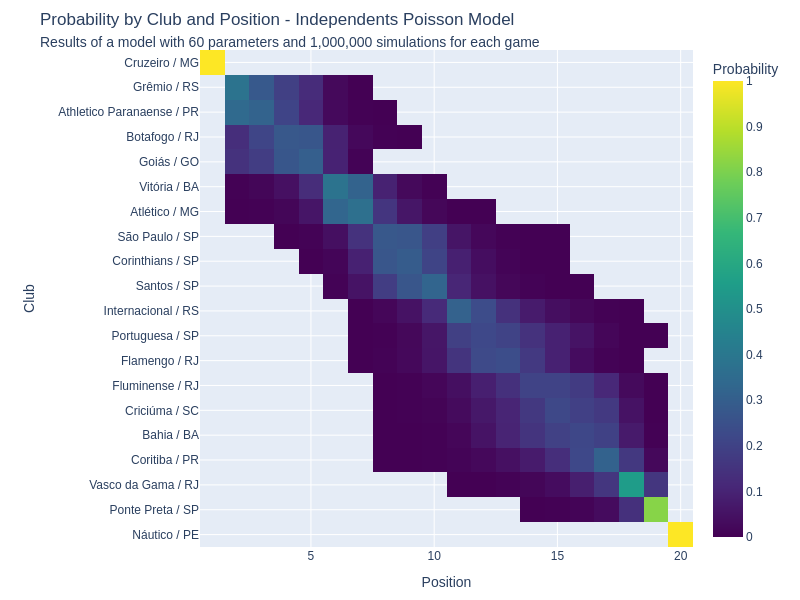 Probability by Club and Position - Independents Poisson Model
Results of a model with 60 parameters and 1,000,000 simulations for each game
Probability
Club
Cruzeiro / MG
Grêmio / RS
Athletico Paranaense / PR
Botafogo / RJ
Goiás / GO
Vitória / BA
Atlético / MG
São Paulo / SP
Corinthians / SP
Santos / SP
Internacional / RS
Portuguesa / SP
Flamengo / RJ
Fluminense / RJ
Criciúma / SC
Bahia / BA
Coritiba / PR
Vasco da Gama / RJ
Ponte Preta / SP
Náutico / PE
1
0.9
0.8
0.7
0.6
0.5
0.4
0.3
0.2
0.1
0
5
10
15
20
Position